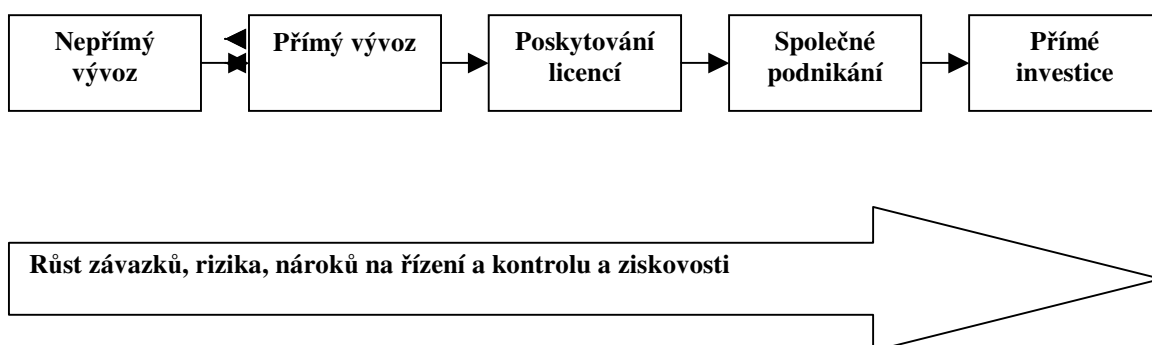 Nepřímý
vývoz
Přímý vývoz
Poskytování
licencí
Společné
podnikání
Přímé
investice
Růst závazků, rizika, nároků na řízení a kontrolu a ziskovosti